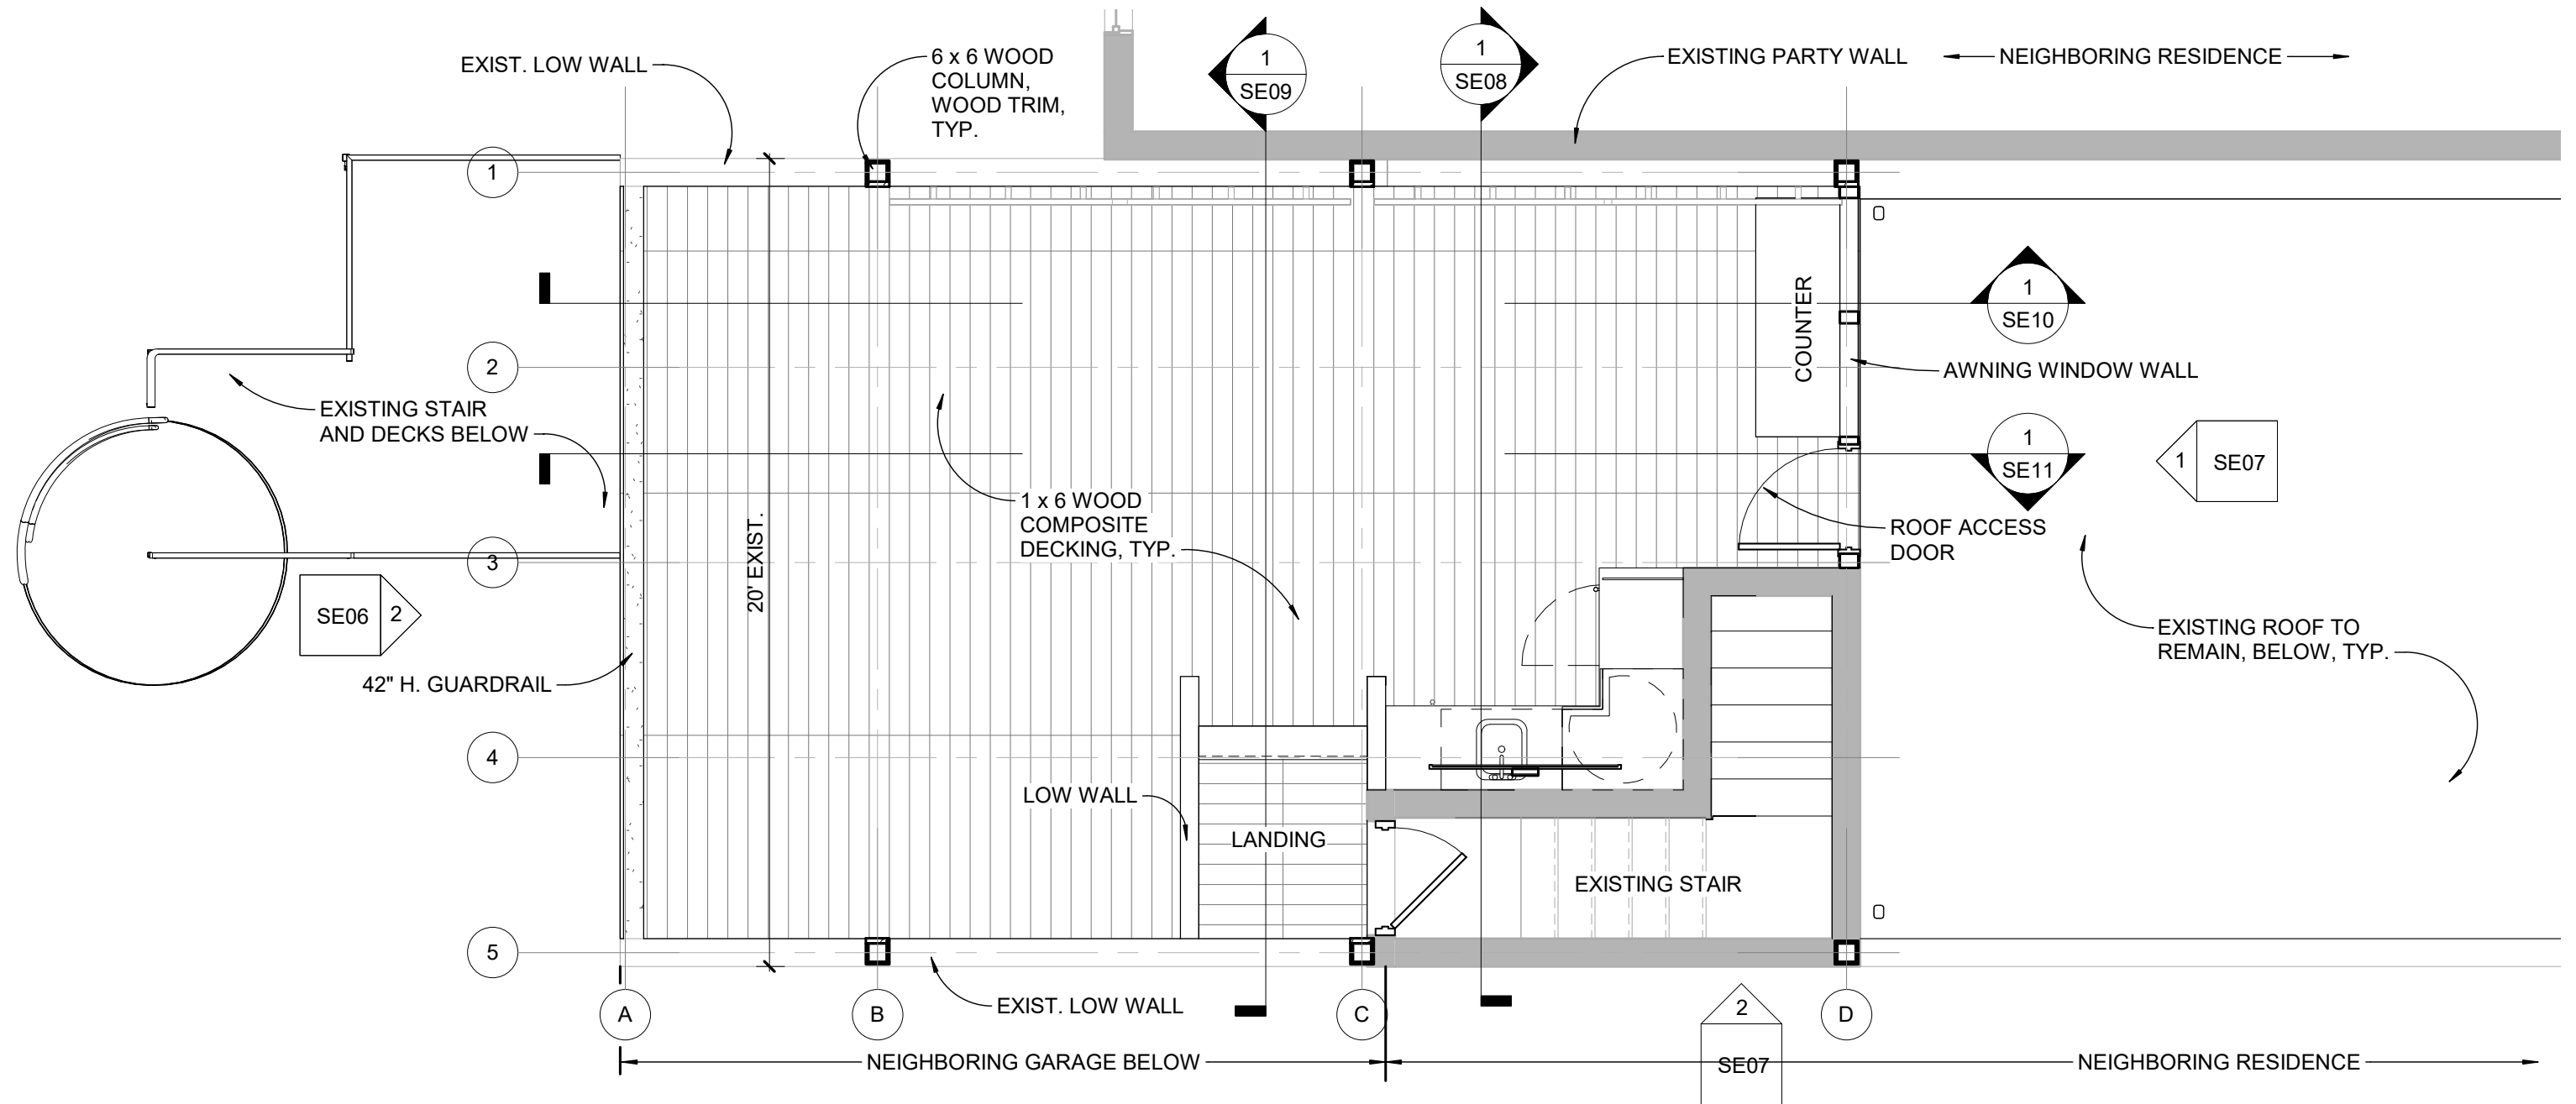 EXIST. LOW WALL
6 x 6 WOOD
COLUMN,
WOOD TRIM,
TYP.
1
SE09
1
SE08
EXISTING PARTY WALL
NEIGHBORING RESIDENCE
1
2
3
4
5
EXISTING STAIR
AND DECKS BELOW
SE06
2
42" H. GUARDRAIL
20' EXIST.
1 x 6 WOOD
COMPOSITE
DECKING, TYP.
COUNTER
1
SE10
AWNING WINDOW WALL
1
SE11
1
SE07
ROOF ACCESS
DOOR
EXISTING ROOF TO
REMAIN, BELOW, TYP.
LOW WALL
LANDING
EXISTING STAIR
EXIST. LOW WALL
A
B
C
D
2
SE07
NEIGHBORING GARAGE BELOW
NEIGHBORING RESIDENCE